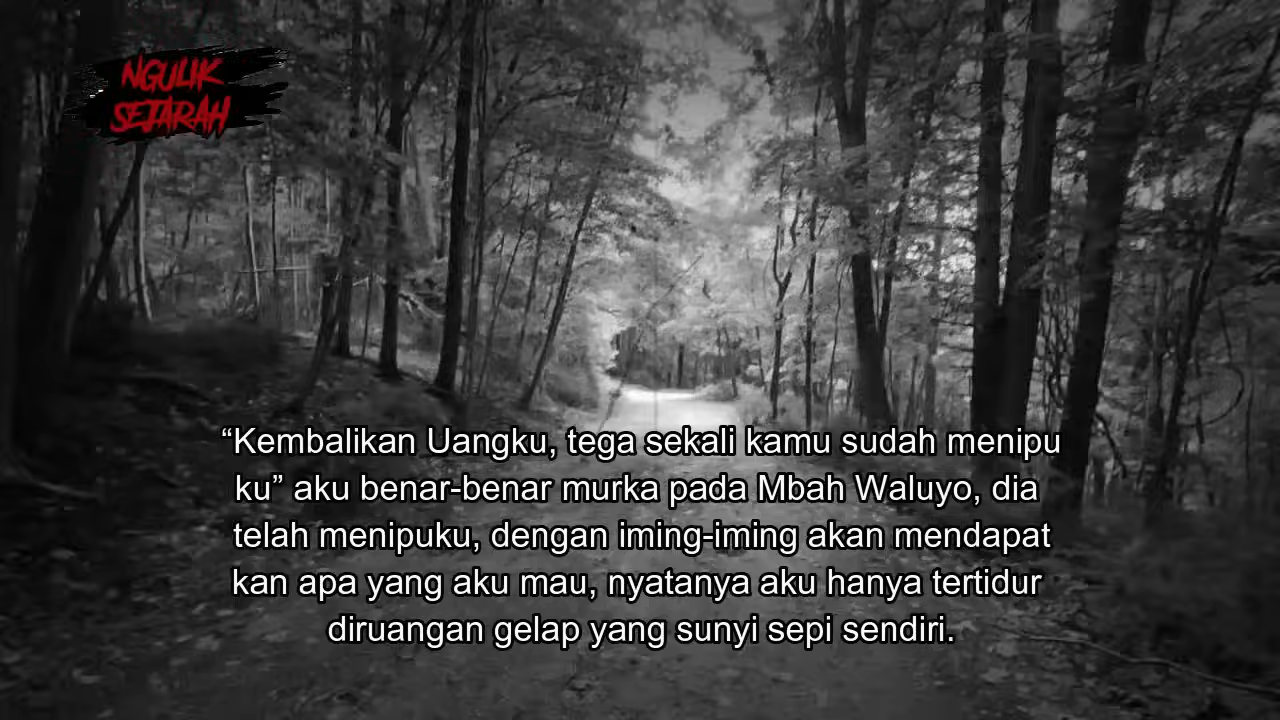 NGULIK
SEJARAH
“Kembalikan Uangku, tega sekali kamu sudah menipu
ku” aku benar-benar murka pada Mbah Waluyo, dia
telah menipuku, dengan iming-iming akan mendapat
kan apa yang aku mau, nyatanya aku hanya tertidur
diruangan gelap yang sunyi sepi sendiri.